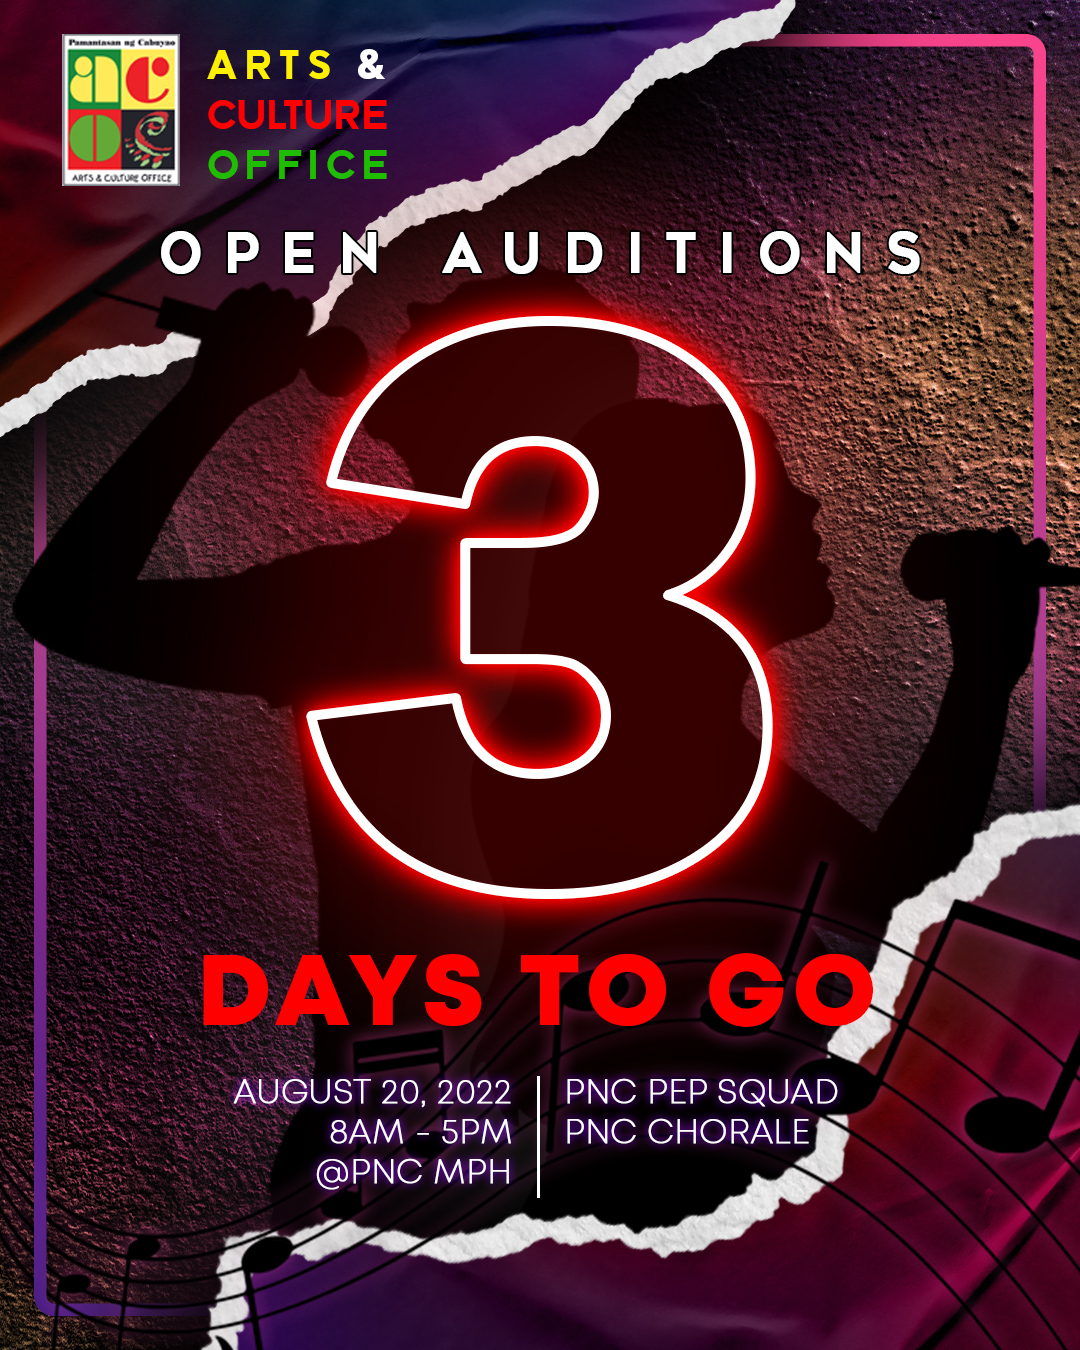 Pamantasan ng Cabuyao
aco
ARTS & CULTURE OFFICE
ARTS &
CULTURE
OFFICE
OPEN AUDITIONS
3
DAYS TO GO
AUGUST 20, 2022
8AM - 5PM
@PNC MPH
PNC PEP SQUAD
PNC CHORALE